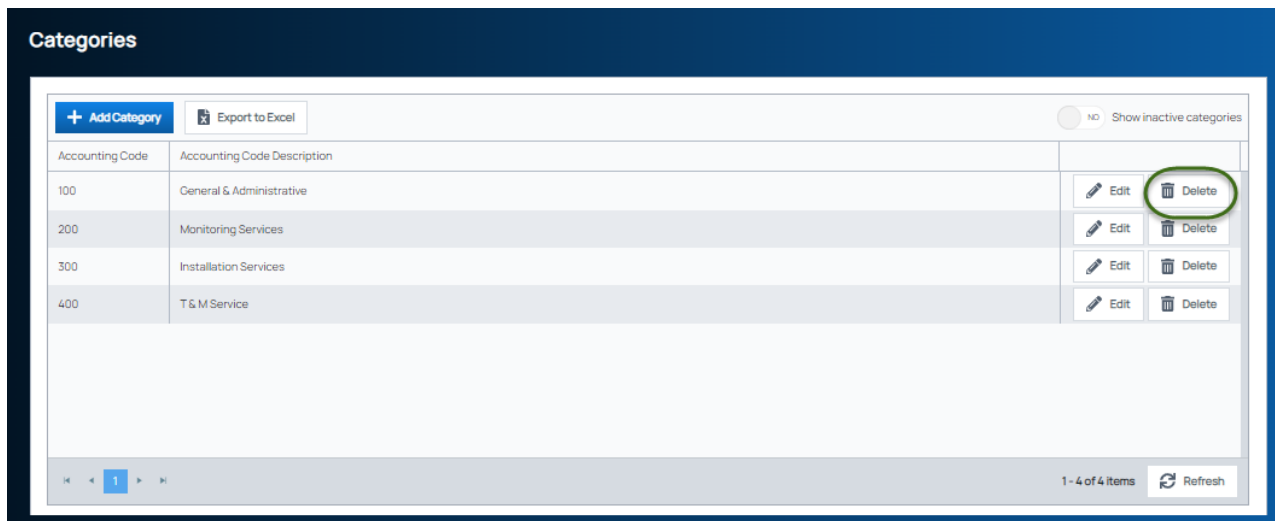 Categories
Add Category Export to Excel NO Show inactive categories
Accounting Code Accounting Code Description
100 General & Administrative Edit Delete
200 Monitoring Services Edit Delete
300 Installation Services Edit Delete
400 T & M Service Edit Delete
1 1 - 4 of 4 items Refresh